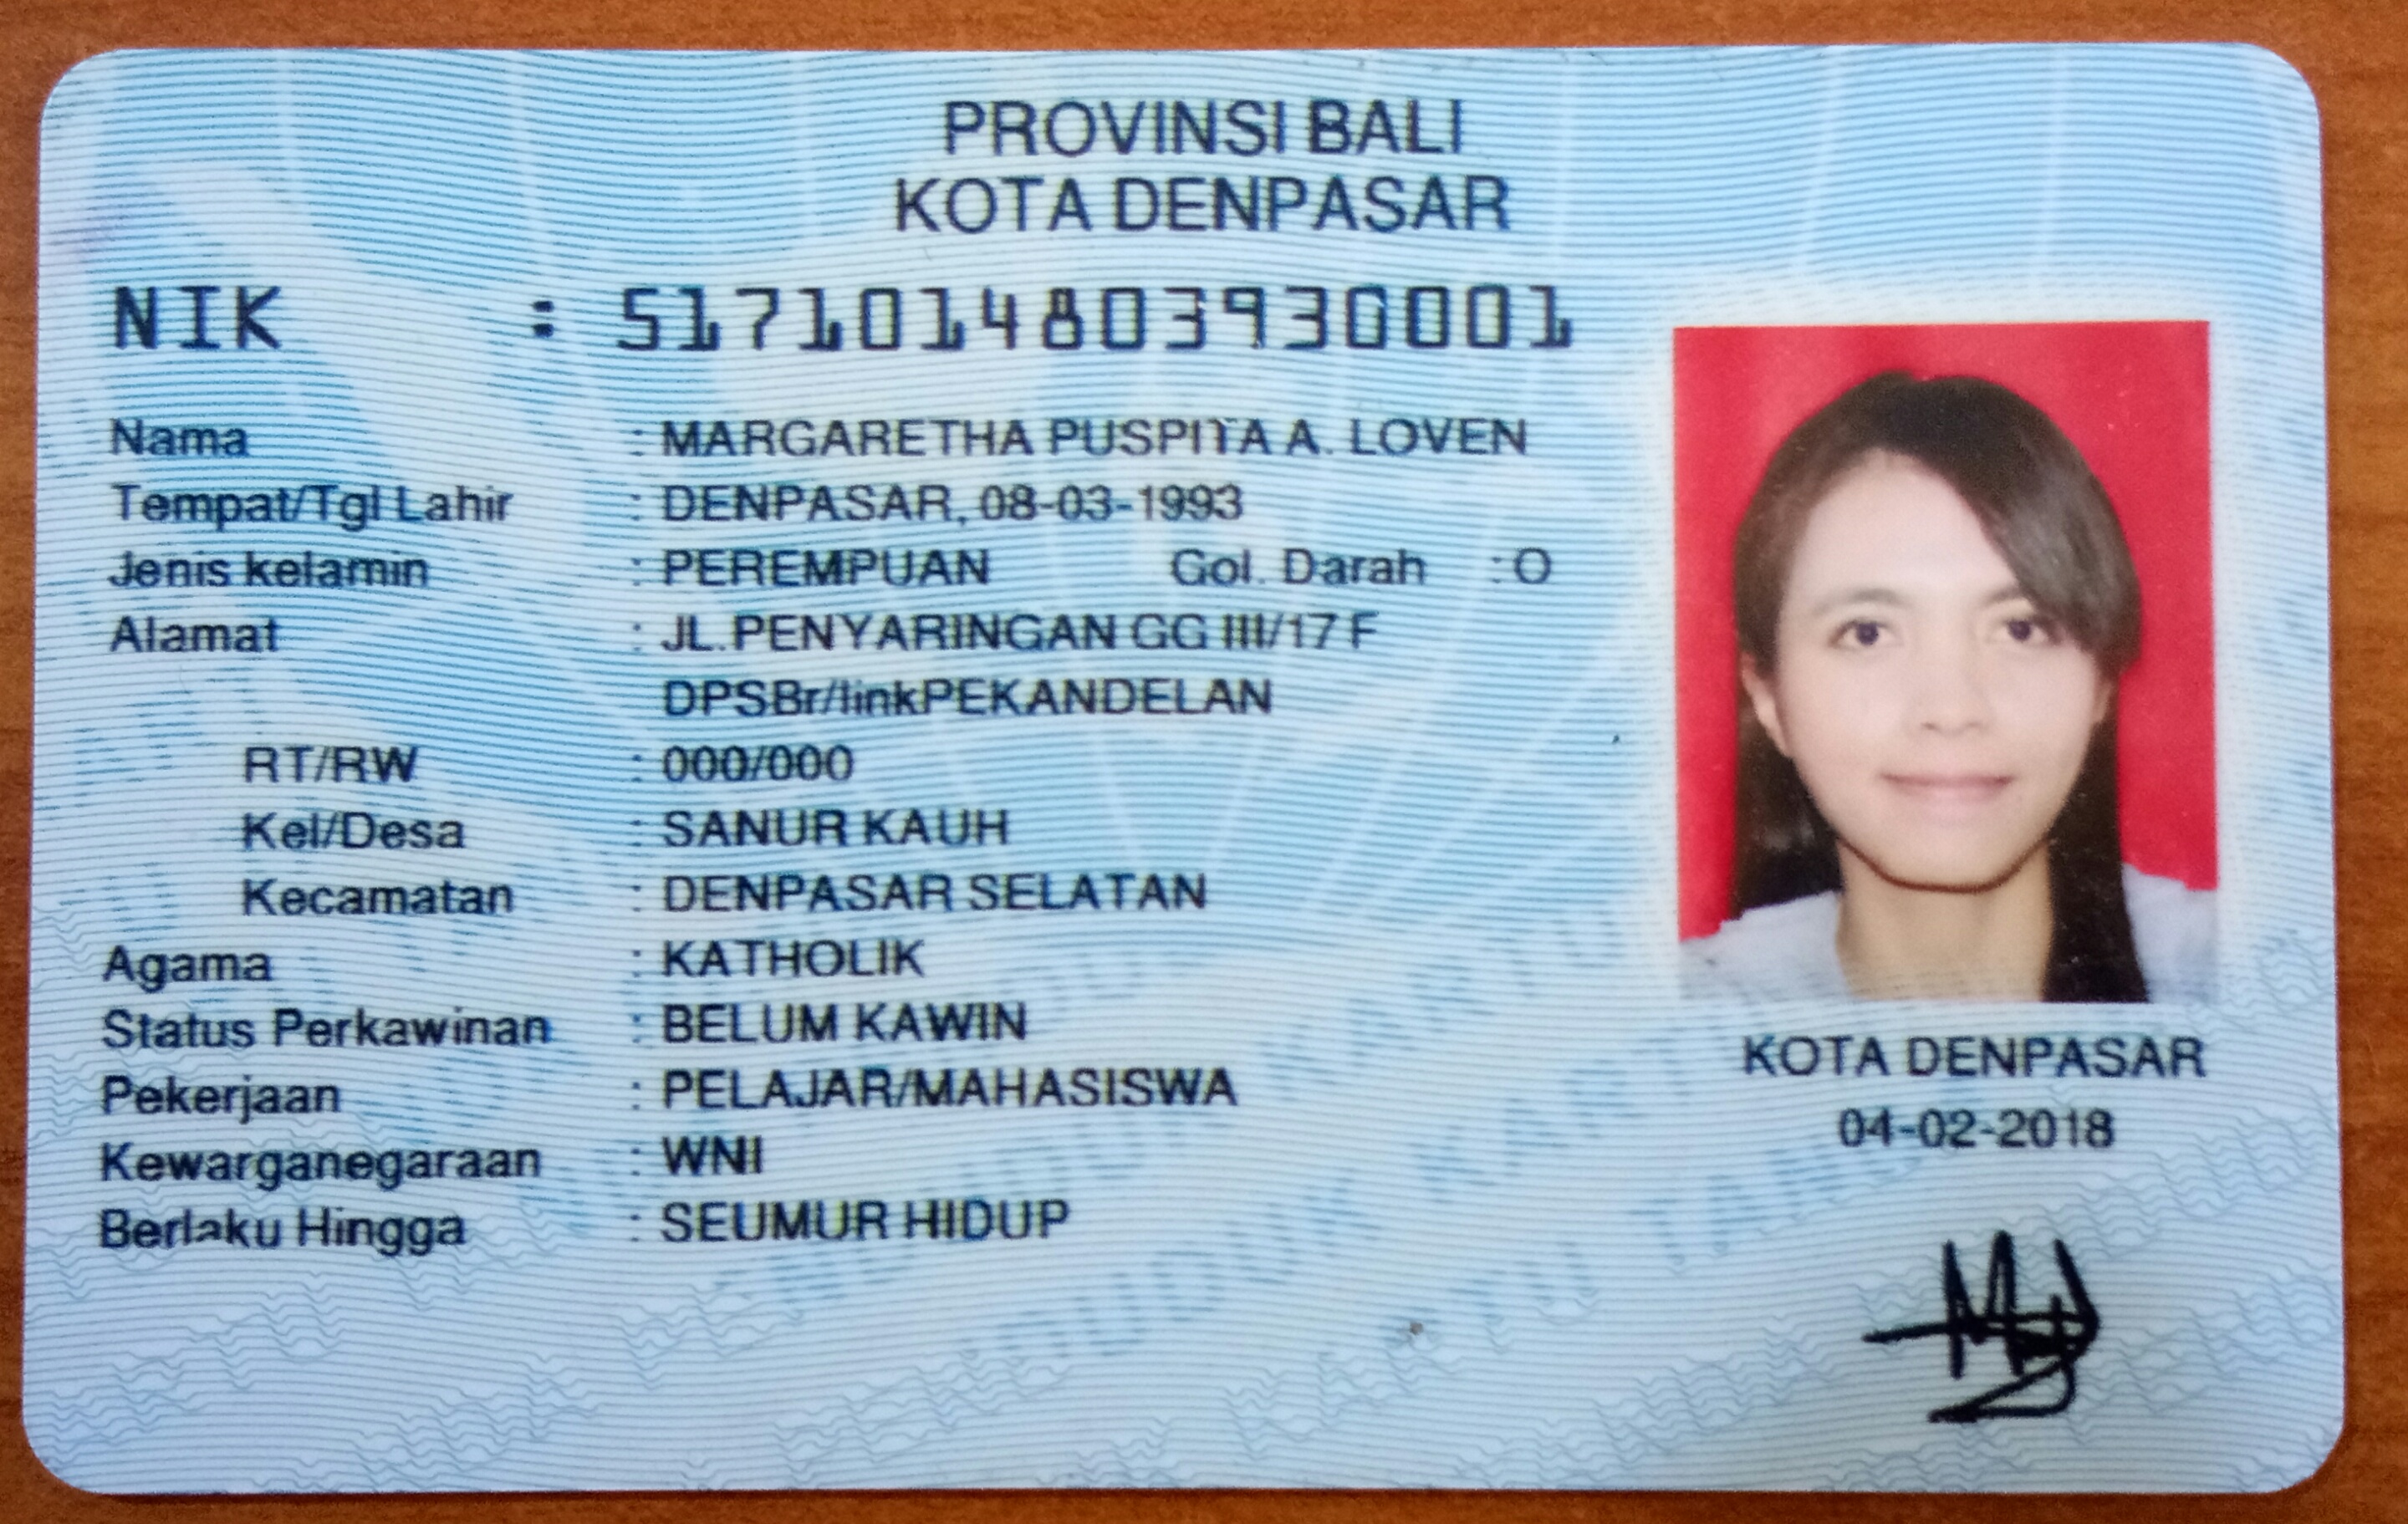 PROVINSI BALI
KOTA DENPASAR
NIK : 5171014803930001
Nama : MARGARETHA PUSPITA A. LOVEN
Tempat/Tgl Lahir : DENPASAR, 08-03-1993
Jenis kelamin : PEREMPUAN Gol. Darah : O
Alamat : JL. PENYARINGAN GG III/17 F
DPSBr/linkPEKANDELAN
RT/RW : 000/000
Kel/Desa : SANUR KAUH
Kecamatan : DENPASAR SELATAN
Agama : KATHOLIK
Status Perkawinan : BELUM KAWIN
Pekerjaan : PELAJAR/MAHASISWA
Kewarganegaraan : WNI
Berlaku Hingga : SEUMUR HIDUP
KOTA DENPASAR
04-02-2018